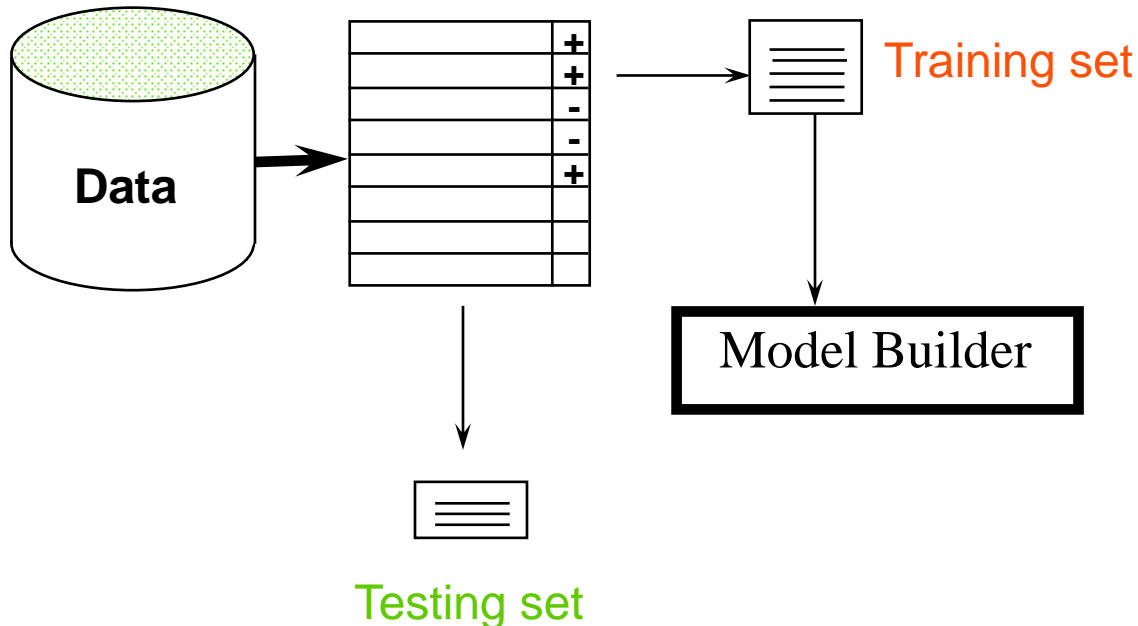 +
+
-
-
+
Training set
Data
Model Builder
Testing set